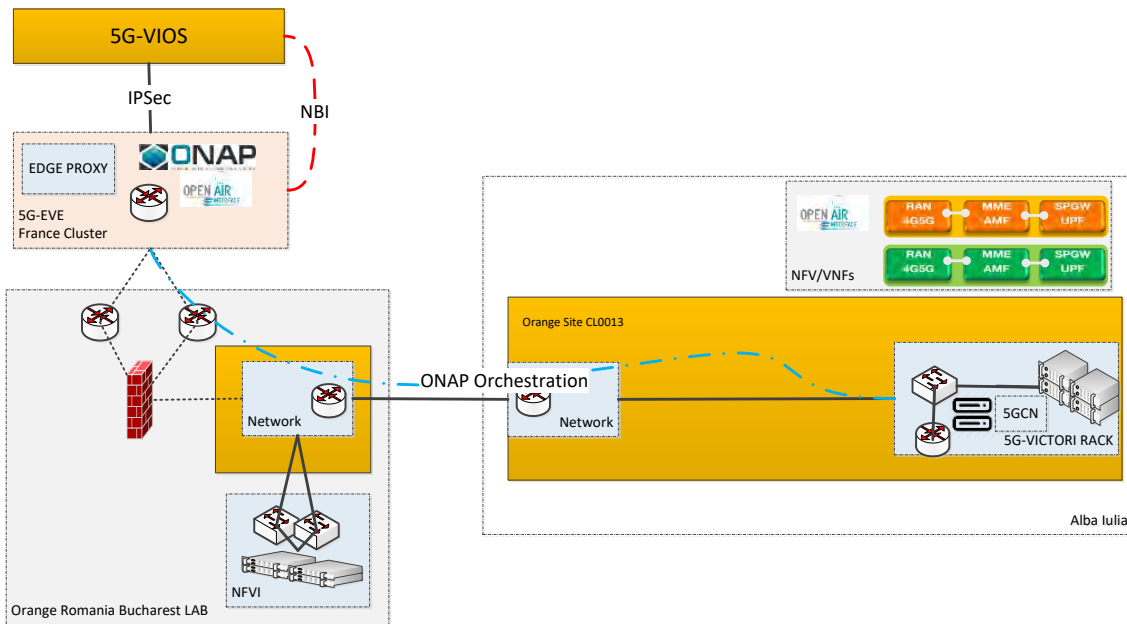 5G-VIOS
IPSec
NBI
EDGE PROXY
ONAP
OPEN AIR
INTERFACE
5G-EVE
France Cluster
OPEN AIR
INTERFACE
RAN
4G5G
MME
AMF
SPGW
UPF
RAN
4G5G
MME
AMF
SPGW
UPF
NFV/VNFs
Orange Site CL0013
ONAP Orchestration
Network
Network
5GCN
5G-VICTORI RACK
Alba Iulia
NFVI
Orange Romania Bucharest LAB